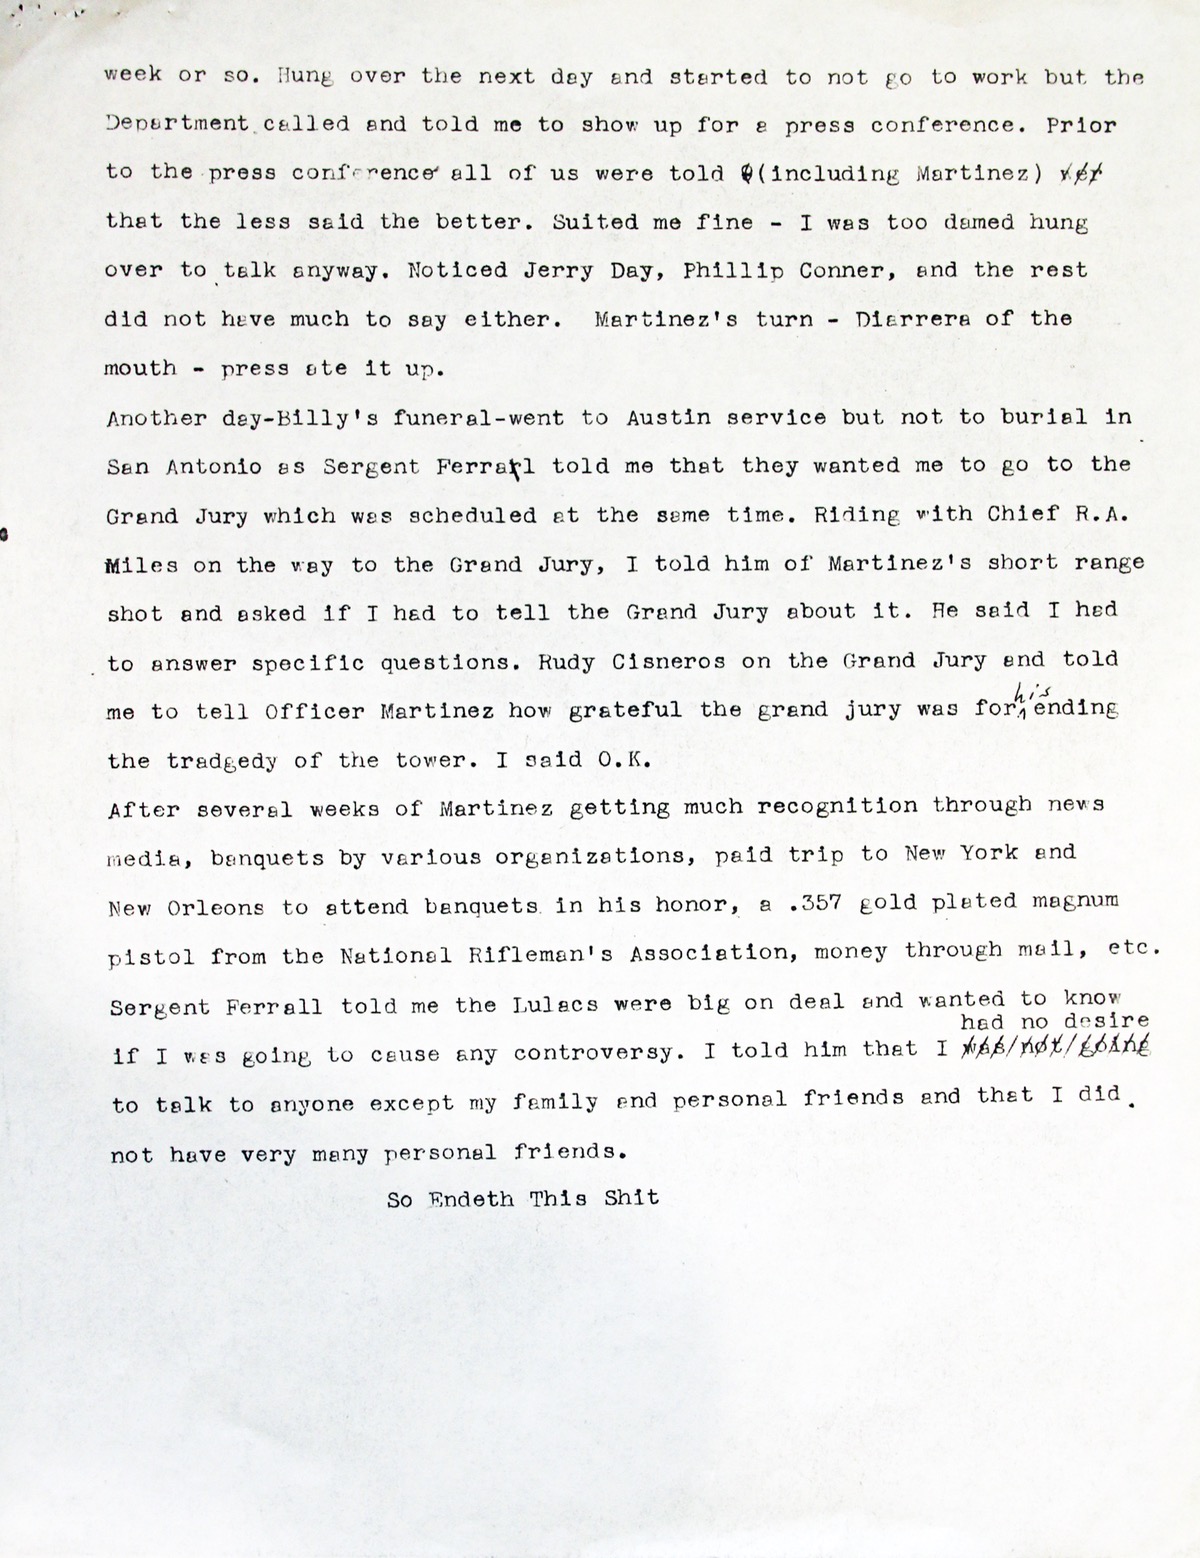 week or so. Hung over the next day and started to not go to work but the
Department called and told me to show up for a press conference. Prior
to the press conference all of us were told (including Martinez)
that the less said the better. Suited me fine - I was too damed hung
over to talk anyway. Noticed Jerry Day, Phillip Conner, and the rest
did not have much to say either. Martinez's turn - Diarrera of the
mouth - press ate it up.
Another day-Billy's funeral-went to Austin service but not to burial in
San Antonio as Sergent Ferrall told me that they wanted me to go to the
Grand Jury which was scheduled at the same time. Riding with Chief R.A.
Miles on the way to the Grand Jury, I told him of Martinez's short range
shot and asked if I had to tell the Grand Jury about it. He said I had
to answer specific questions. Rudy Cisneros on the Grand Jury and told
me to tell Officer Martinez how grateful the grand jury was for his ending
the tradgedy of the tower. I said O.K.
After several weeks of Martinez getting much recognition through news
media, banquets by various organizations, paid trip to New York and
New Orleons to attend banquets in his honor, a .357 gold plated magnum
pistol from the National Rifleman's Association, money through mail, etc.
Sergent Ferrall told me the Lulacs were big on deal and wanted to know
had no desire
if I was going to cause any controversy. I told him that I was/not/going
to talk to anyone except my family and personal friends and that I did
not have very many personal friends.
So Endeth This Shit